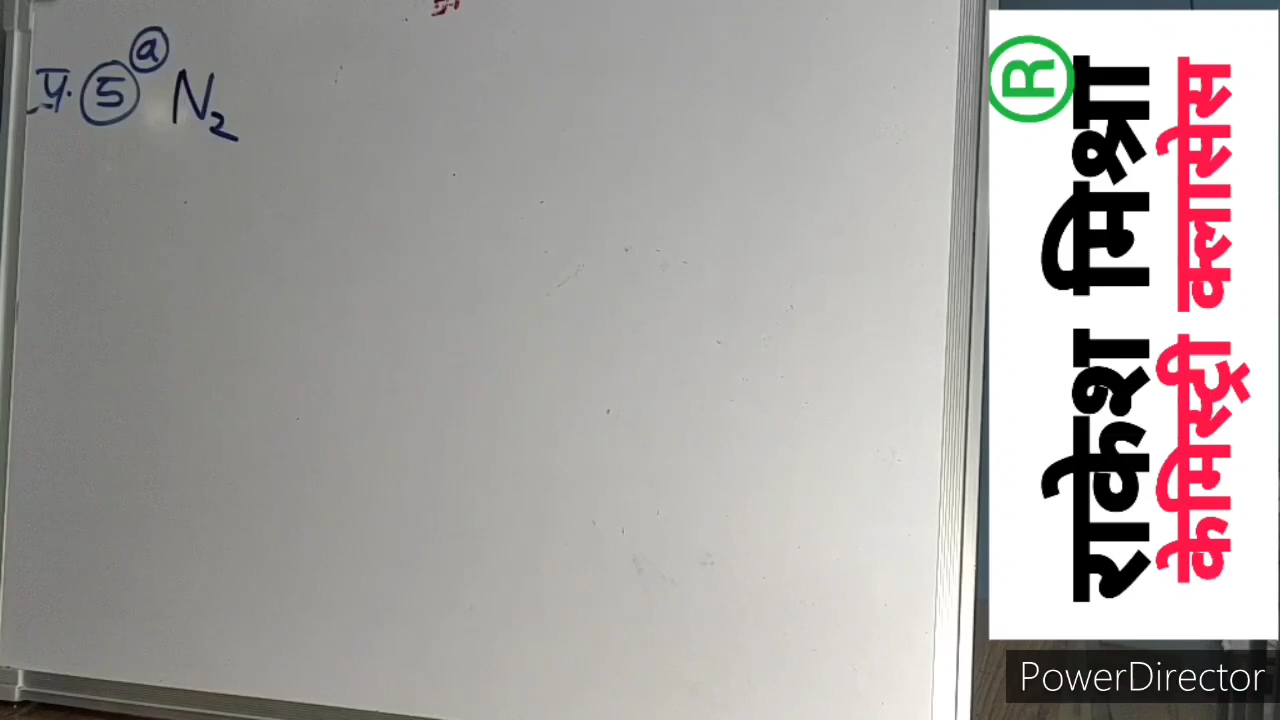 प्र. 5 a N₂
राकेश मिश्रा ®
केमिस्ट्री क्लासेस
PowerDirector